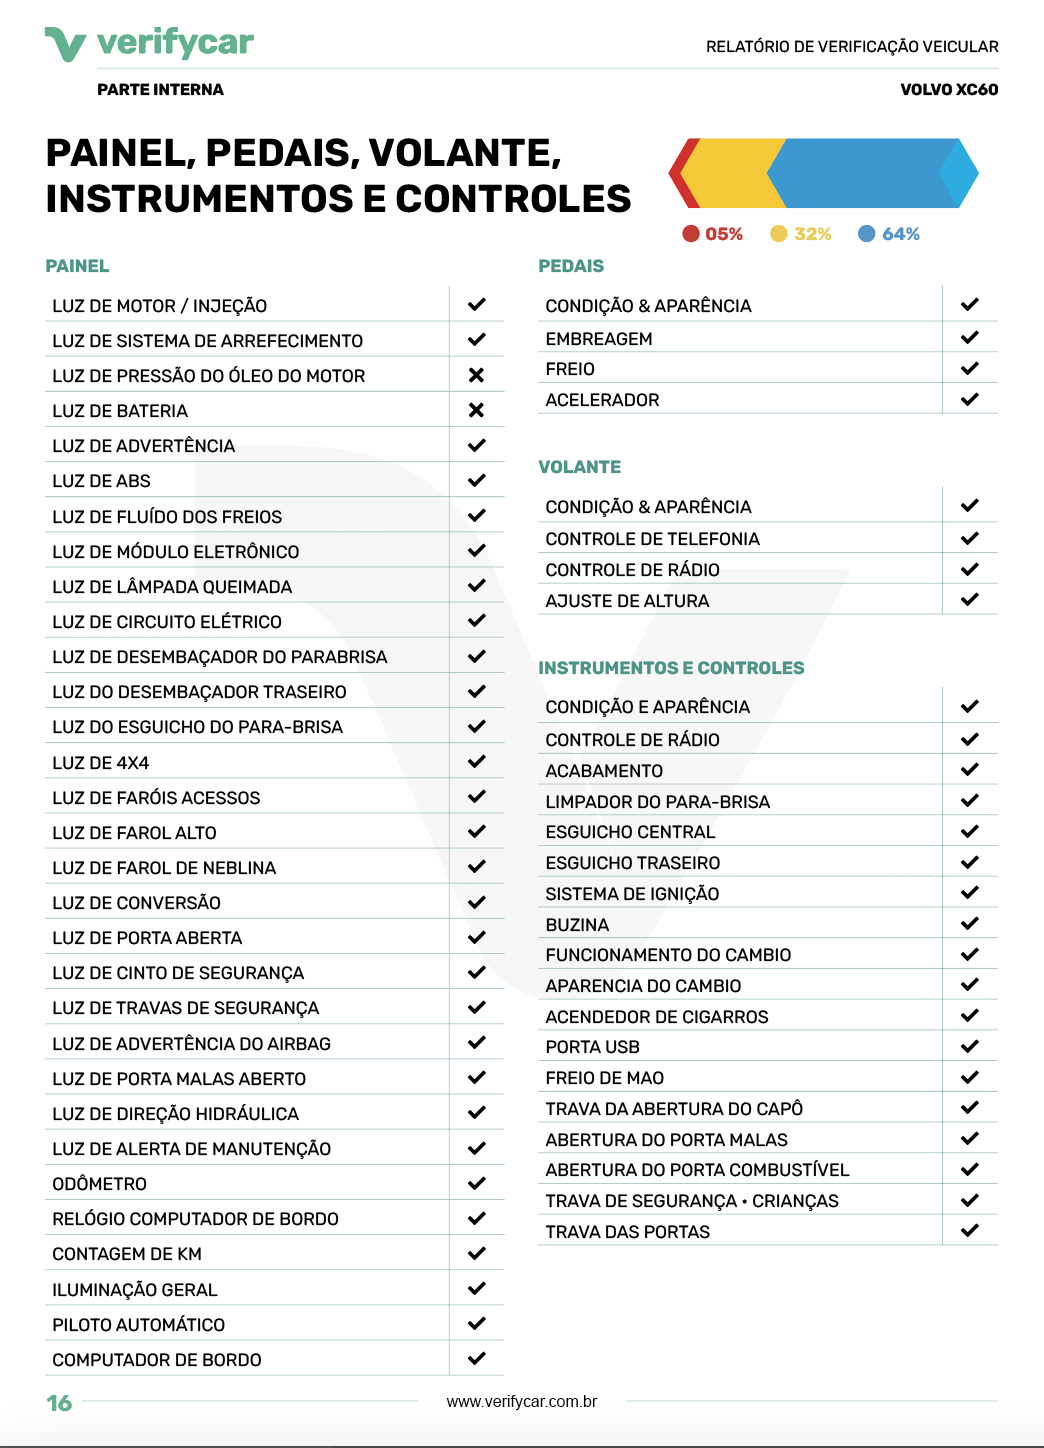 verifycar
RELATÓRIO DE VERIFICAÇÃO VEICULAR
PARTE INTERNA
VOLVO XC60
PAINEL, PEDAIS, VOLANTE,
INSTRUMENTOS E CONTROLES
05% 32% 64%
PAINEL
LUZ DE MOTOR / INJEÇÃO ✔
LUZ DE SISTEMA DE ARREFECIMENTO ✔
LUZ DE PRESSÃO DO ÓLEO DO MOTOR ✖
LUZ DE BATERIA ✖
LUZ DE ADVERTÊNCIA ✔
LUZ DE ABS ✔
LUZ DE FLUÍDO DOS FREIOS ✔
LUZ DE MÓDULO ELETRÔNICO ✔
LUZ DE LÂMPADA QUEIMADA ✔
LUZ DE CIRCUITO ELÉTRICO ✔
LUZ DE DESEMBAÇADOR DO PARABRISA ✔
LUZ DO DESEMBAÇADOR TRASEIRO ✔
LUZ DO ESGUICHO DO PARA-BRISA ✔
LUZ DE 4X4 ✔
LUZ DE FARÓIS ACESSOS ✔
LUZ DE FAROL ALTO ✔
LUZ DE FAROL DE NEBLINA ✔
LUZ DE CONVERSÃO ✔
LUZ DE PORTA ABERTA ✔
LUZ DE CINTO DE SEGURANÇA ✔
LUZ DE TRAVAS DE SEGURANÇA ✔
LUZ DE ADVERTÊNCIA DO AIRBAG ✔
LUZ DE PORTA MALAS ABERTO ✔
LUZ DE DIREÇÃO HIDRÁULICA ✔
LUZ DE ALERTA DE MANUTENÇÃO ✔
ODÔMETRO ✔
RELÓGIO COMPUTADOR DE BORDO ✔
CONTAGEM DE KM ✔
ILUMINAÇÃO GERAL ✔
PILOTO AUTOMÁTICO ✔
COMPUTADOR DE BORDO ✔
PEDAIS
CONDIÇÃO & APARÊNCIA ✔
EMBREAGEM ✔
FREIO ✔
ACELERADOR ✔
VOLANTE
CONDIÇÃO & APARÊNCIA ✔
CONTROLE DE TELEFONIA ✔
CONTROLE DE RÁDIO ✔
AJUSTE DE ALTURA ✔
INSTRUMENTOS E CONTROLES
CONDIÇÃO E APARÊNCIA ✔
CONTROLE DE RÁDIO ✔
ACABAMENTO ✔
LIMPADOR DO PARA-BRISA ✔
ESGUICHO CENTRAL ✔
ESGUICHO TRASEIRO ✔
SISTEMA DE IGNIÇÃO ✔
BUZINA ✔
FUNCIONAMENTO DO CAMBIO ✔
APARENCIA DO CAMBIO ✔
ACENDEDOR DE CIGARROS ✔
PORTA USB ✔
FREIO DE MAO ✔
TRAVA DA ABERTURA DO CAPÔ ✔
ABERTURA DO PORTA MALAS ✔
ABERTURA DO PORTA COMBUSTÍVEL ✔
TRAVA DE SEGURANÇA • CRIANÇAS ✔
TRAVA DAS PORTAS ✔
16
www.verifycar.com.br